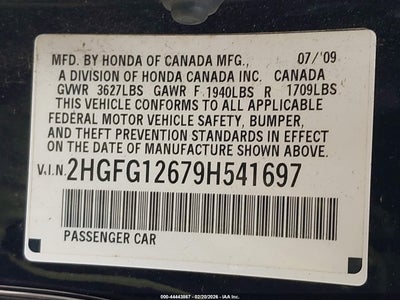 MFD. BY HONDA OF CANADA MFG., 07/'09
A DIVISION OF HONDA CANADA INC. CANADA
GVWR 3627LBS GAWR F 1940LBS R 1709LBS
THIS VEHICLE CONFORMS TO ALL APPLICABLE
FEDERAL MOTOR VEHICLE SAFETY, BUMPER,
AND THEFT PREVENTION STANDARDS IN EFFECT
ON THE DATE OF MANUFACTURE SHOWN ABOVE.
V.I.N. 2HGFG12679H541697
PASSENGER CAR
000-44443087 - 02/20/2026 - IAA Inc.